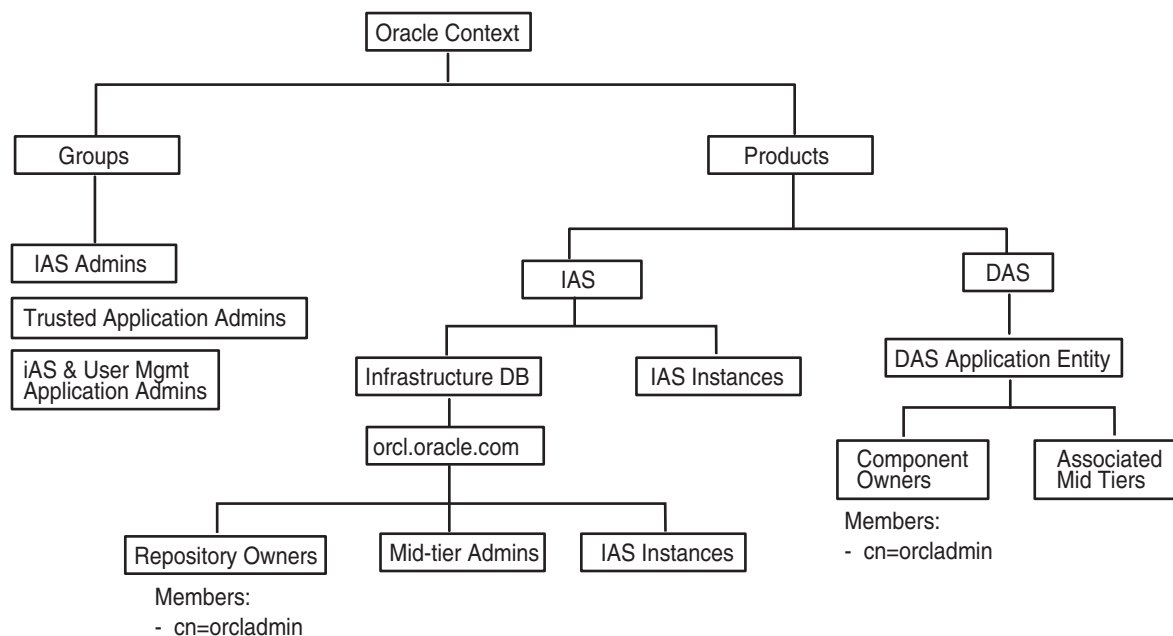 Oracle Context
Groups
Products
IAS Admins
IAS
DAS
Trusted Application Admins
iAS & User Mgmt
Application Admins
Infrastructure DB
IAS Instances
DAS Application Entity
orcl.oracle.com
Component
Owners
Associated
Mid Tiers
Members:
- cn=orcladmin
Repository Owners
Mid-tier Admins
IAS Instances
Members:
- cn=orcladmin